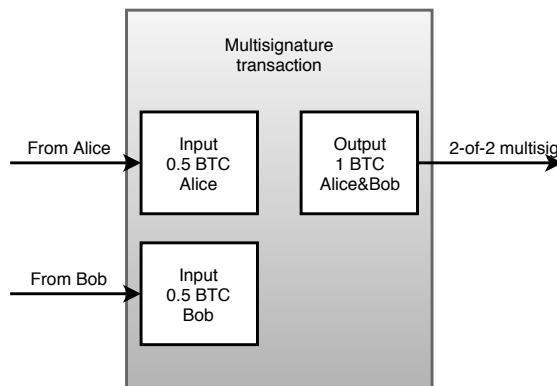 Multisignature
transaction
From Alice
Input
0.5 BTC
Alice
Output
1 BTC
Alice&Bob
2-of-2 multisig
From Bob
Input
0.5 BTC
Bob